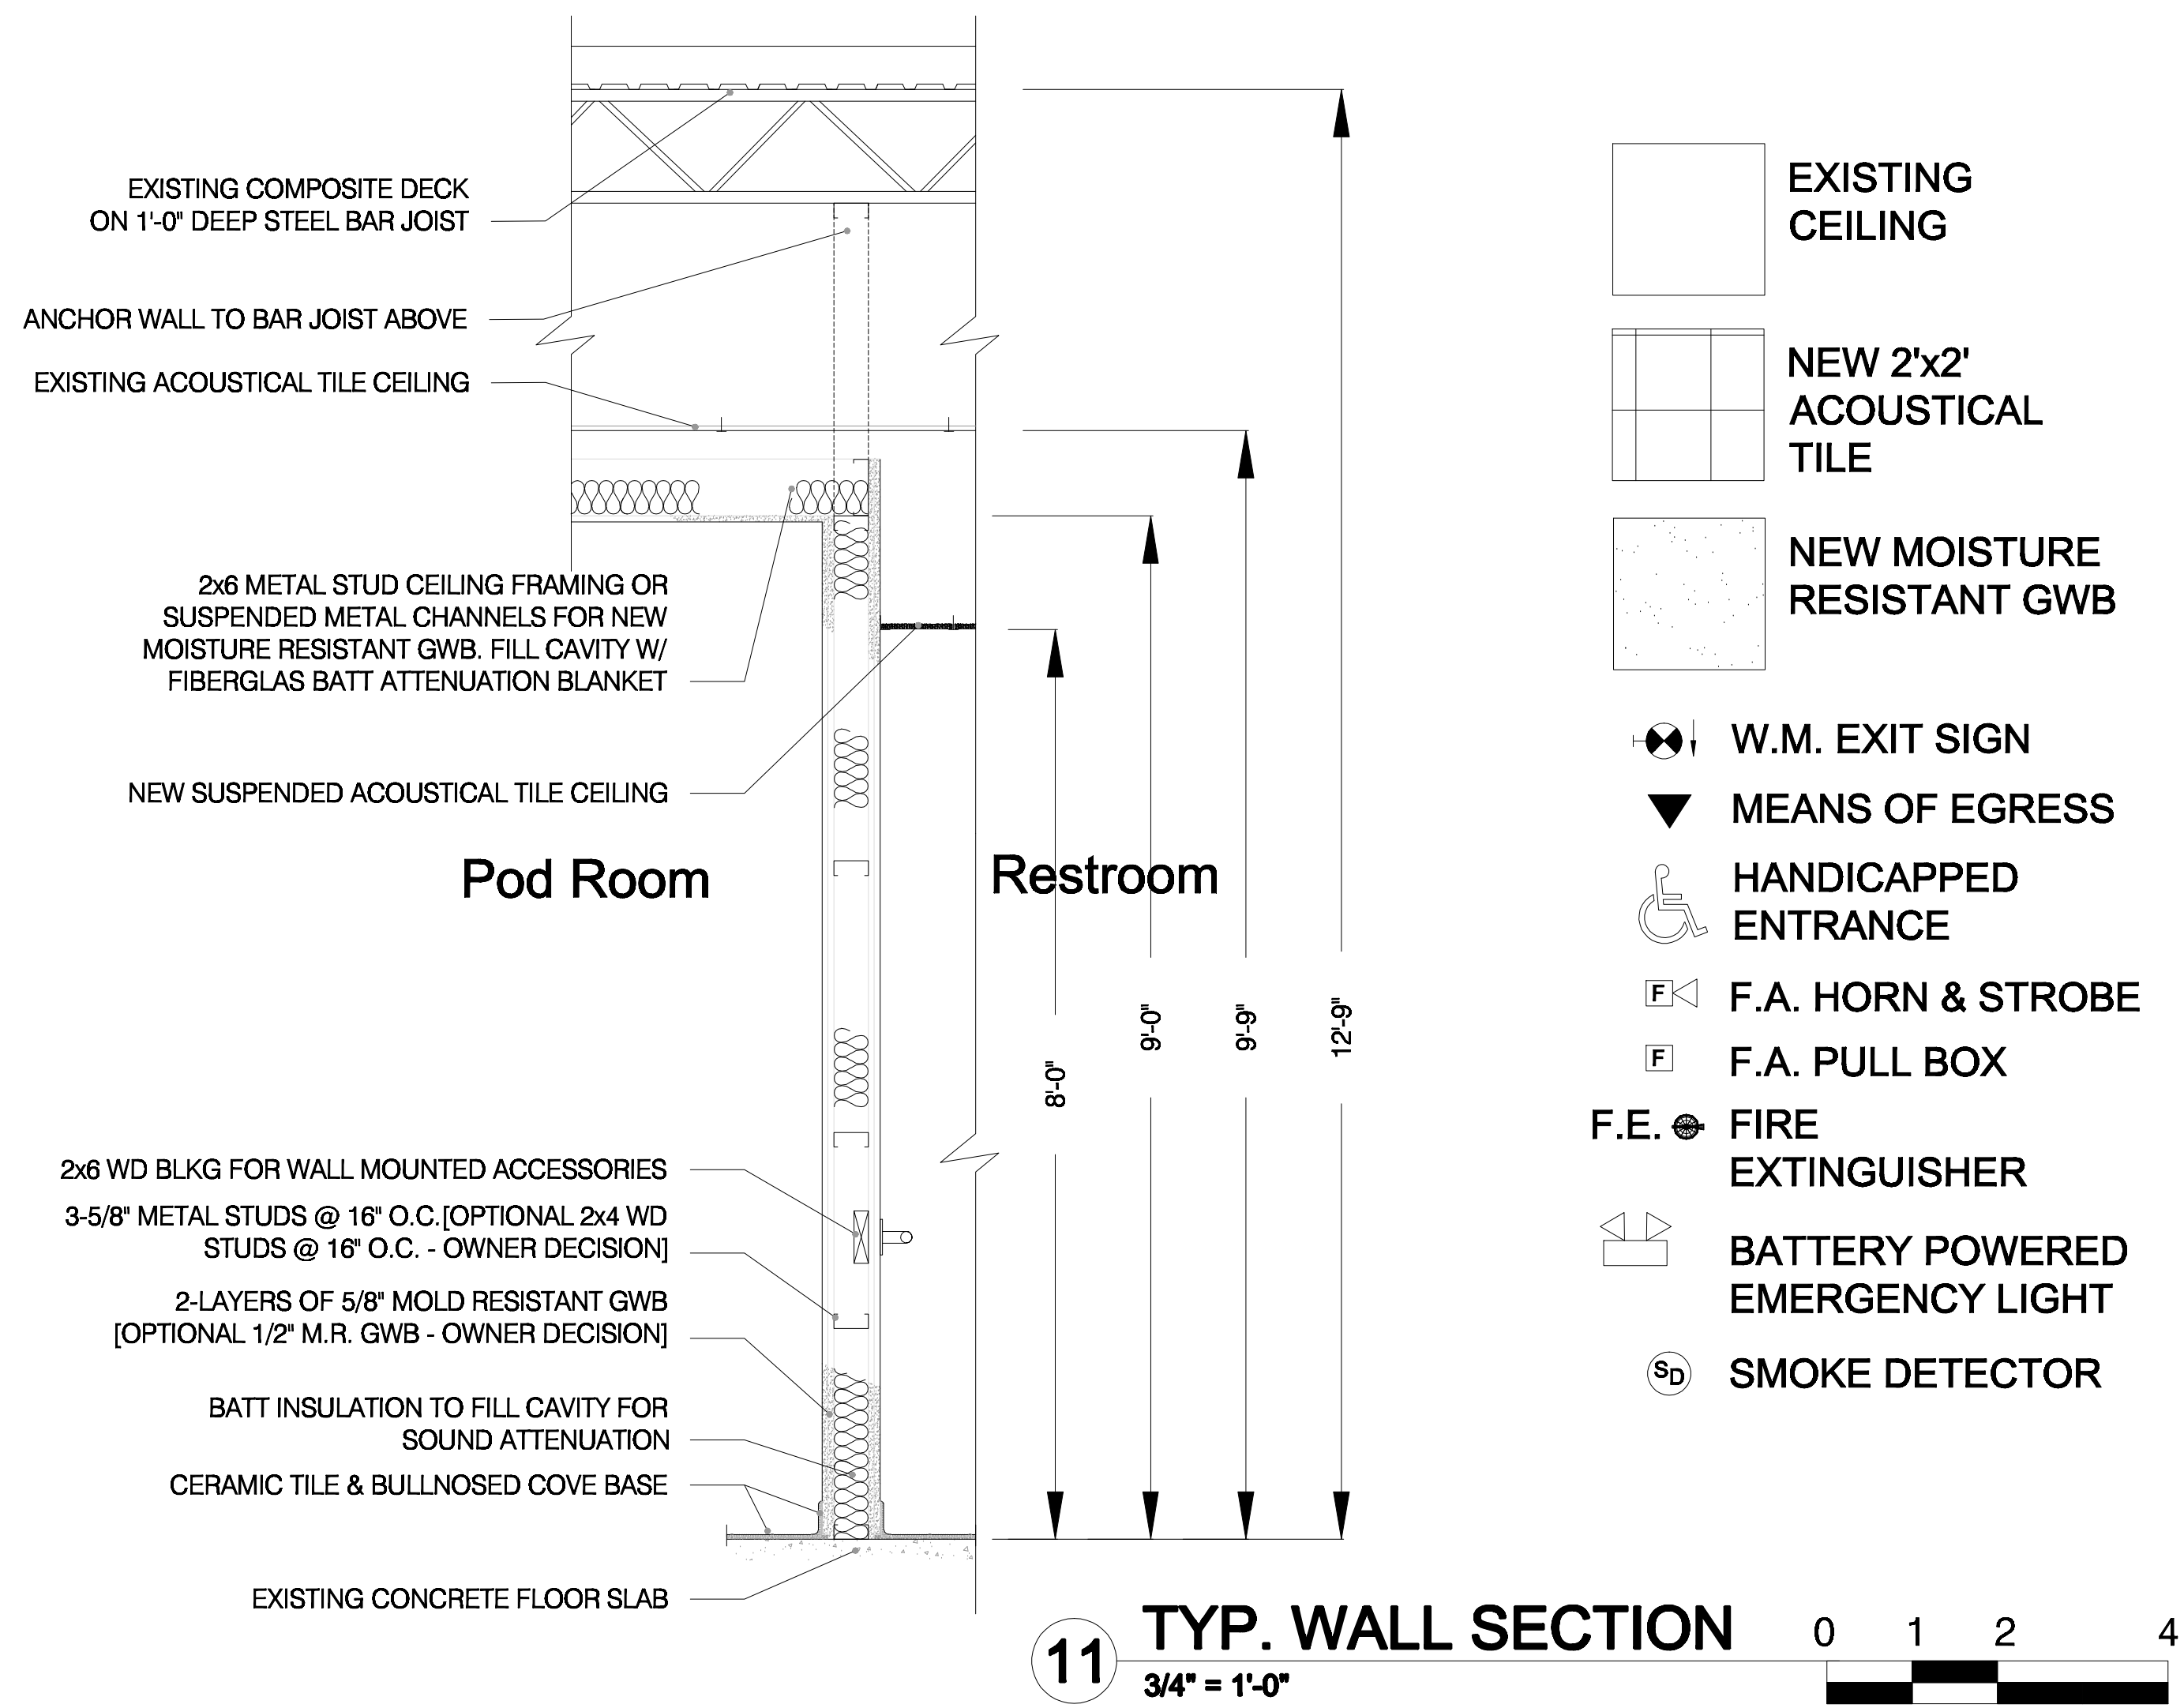 EXISTING COMPOSITE DECK
ON 1'-0" DEEP STEEL BAR JOIST
ANCHOR WALL TO BAR JOIST ABOVE
EXISTING ACOUSTICAL TILE CEILING
2x6 METAL STUD CEILING FRAMING OR
SUSPENDED METAL CHANNELS FOR NEW
MOISTURE RESISTANT GWB. FILL CAVITY W/
FIBERGLAS BATT ATTENUATION BLANKET
NEW SUSPENDED ACOUSTICAL TILE CEILING
Pod Room
Restroom
2x6 WD BLKG FOR WALL MOUNTED ACCESSORIES
3-5/8" METAL STUDS @ 16" O.C.[OPTIONAL 2x4 WD
STUDS @ 16" O.C. - OWNER DECISION]
2-LAYERS OF 5/8" MOLD RESISTANT GWB
[OPTIONAL 1/2" M.R. GWB - OWNER DECISION]
BATT INSULATION TO FILL CAVITY FOR
SOUND ATTENUATION
CERAMIC TILE & BULLNOSED COVE BASE
EXISTING CONCRETE FLOOR SLAB
8'-0"
9'-0"
9'-9"
12'-9"
EXISTING
CEILING
NEW 2'x2'
ACOUSTICAL
TILE
NEW MOISTURE
RESISTANT GWB
W.M. EXIT SIGN
MEANS OF EGRESS
HANDICAPPED
ENTRANCE
F F.A. HORN & STROBE
F F.A. PULL BOX
F.E. FIRE
EXTINGUISHER
BATTERY POWERED
EMERGENCY LIGHT
SD SMOKE DETECTOR
11 TYP. WALL SECTION
3/4" = 1'-0"
0 1 2 4